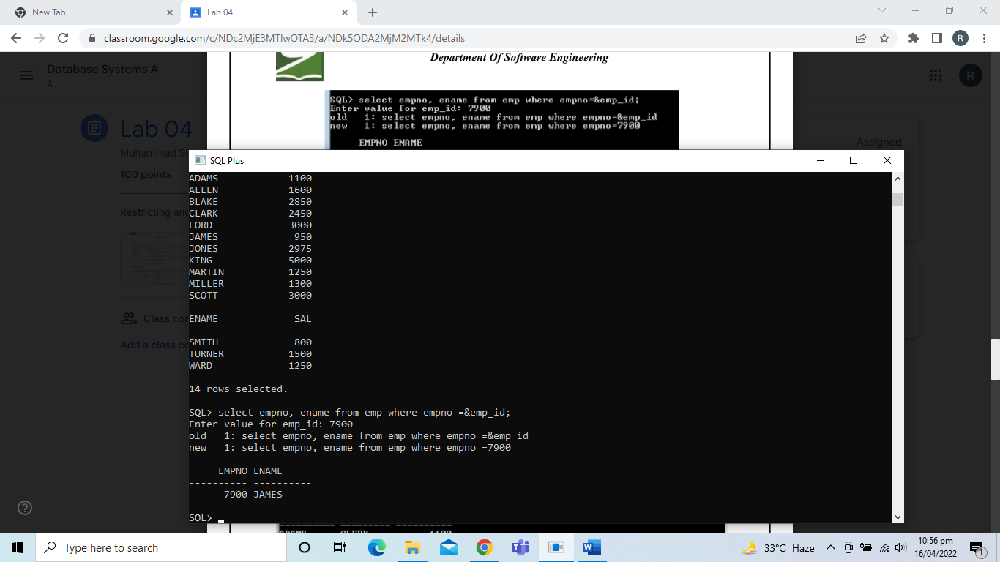 New Tab
Lab 04
classroom.google.com/c/NDc2MjE3MTIwOTA3/a/NDk5ODA2MjM2MTk4/details
R
Department Of Software Engineering
Database Systems A
A
R
SQL> select empno, ename from emp where empno=&emp_id;
Enter value for emp_id: 7900
old   1: select empno, ename from emp where empno=&emp_id
new   1: select empno, ename from emp where empno=7900
EMPNO ENAME
Lab 04
Assigned
Muhammad
100 points
Restricting
Class
Add a class
SQL Plus
ADAMS            1100
ALLEN            1600
BLAKE            2850
CLARK            2450
FORD             3000
JAMES             950
JONES            2975
KING             5000
MARTIN           1250
MILLER           1300
SCOTT            3000
ENAME             SAL
---------- ----------
SMITH             800
TURNER           1500
WARD             1250
14 rows selected.
SQL> select empno, ename from emp where empno =&emp_id;
Enter value for emp_id: 7900
old   1: select empno, ename from emp where empno =&emp_id
new   1: select empno, ename from emp where empno =7900
     EMPNO ENAME
---------- ----------
      7900 JAMES
SQL>
Type here to search
33°C Haze
10:56 pm
16/04/2022
1